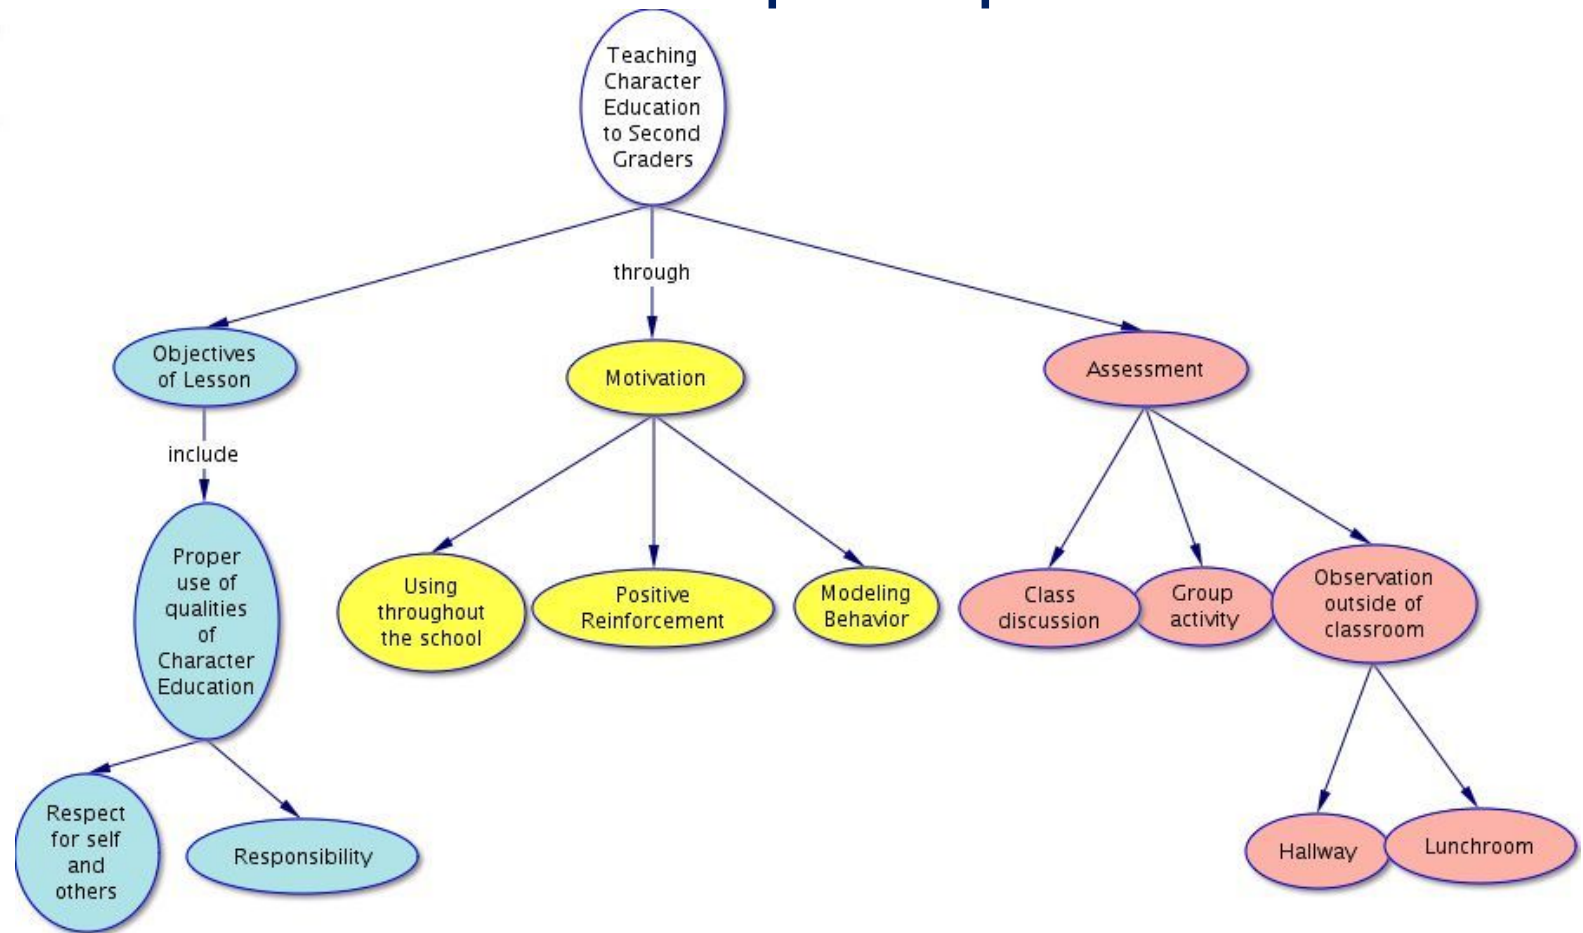 Teaching
Character
Education
to Second
Graders
through
Objectives
of Lesson
Motivation
Assessment
include
Proper
use of
qualities
of
Character
Education
Using
throughout
the school
Positive
Reinforcement
Modeling
Behavior
Class
discussion
Group
activity
Observation
outside of
classroom
Respect
for self
and
others
Responsibility
Hallway
Lunchroom